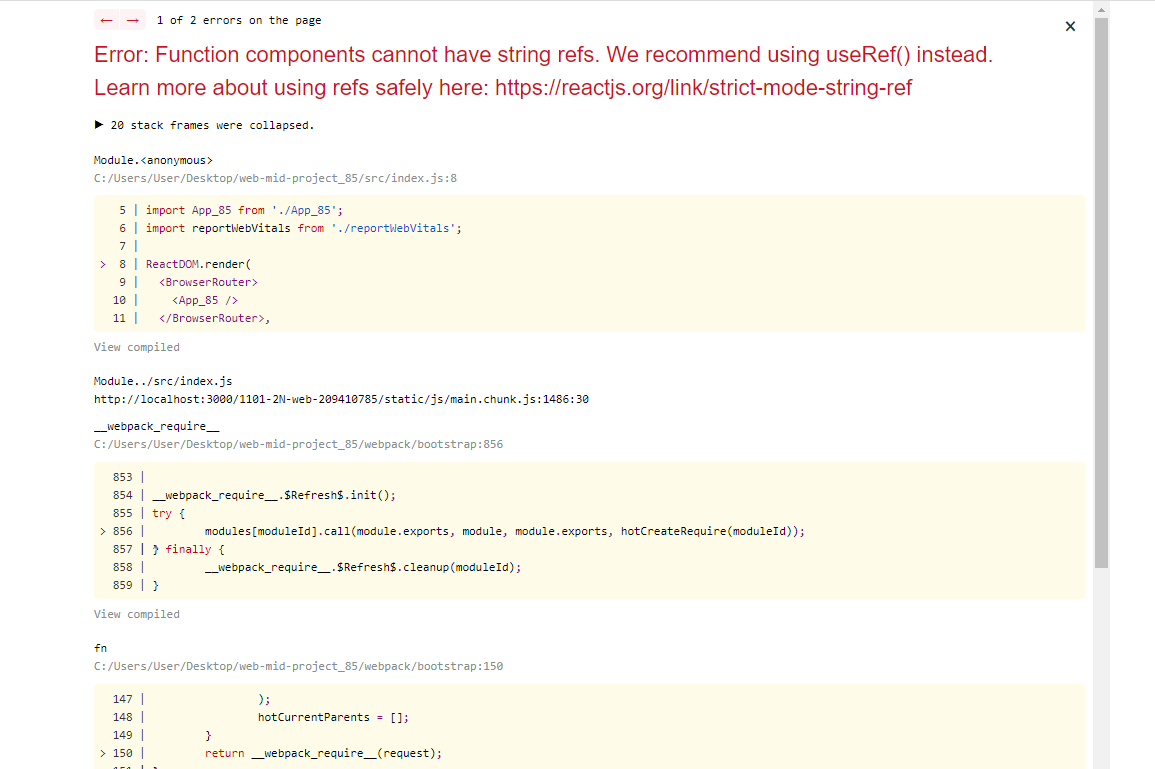 ← → 1 of 2 errors on the page
×
Error: Function components cannot have string refs. We recommend using useRef() instead.
Learn more about using refs safely here: https://reactjs.org/link/strict-mode-string-ref
▶ 20 stack frames were collapsed.
Module.<anonymous>
C:/Users/User/Desktop/web-mid-project_85/src/index.js:8
5 | import App_85 from './App_85';
6 | import reportWebVitals from './reportWebVitals';
7 |
> 8 | ReactDOM.render(
9 |   <BrowserRouter>
10 |     <App_85 />
11 |   </BrowserRouter>,
View compiled
Module../src/index.js
http://localhost:3000/1101-2N-web-209410785/static/js/main.chunk.js:1486:30
__webpack_require__
C:/Users/User/Desktop/web-mid-project_85/webpack/bootstrap:856
853 |
854 | __webpack_require__.$Refresh$.init();
855 | try {
> 856 |         modules[moduleId].call(module.exports, module, module.exports, hotCreateRequire(moduleId));
857 | } finally {
858 |         __webpack_require__.$Refresh$.cleanup(moduleId);
859 | }
View compiled
fn
C:/Users/User/Desktop/web-mid-project_85/webpack/bootstrap:150
147 |                 );
148 |                 hotCurrentParents = [];
149 |         }
> 150 |         return __webpack_require__(request);